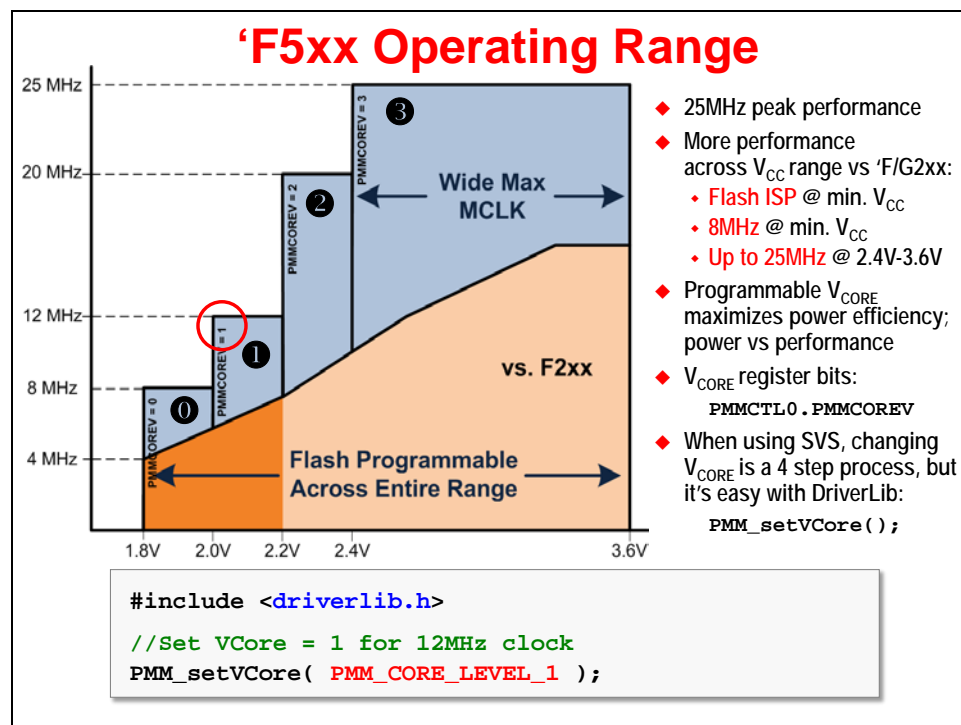 ‘F5xx Operating Range
25 MHz
20 MHz
12 MHz
8 MHz
4 MHz
PMMCOREV = 0
PMMCOREV = 1
PMMCOREV = 2
PMMCOREV = 3
0
1
2
3
Wide Max
MCLK
vs. F2xx
Flash Programmable
Across Entire Range
1.8V
2.0V
2.2V
2.4V
3.6V
◆ 25MHz peak performance
◆ More performance
across VCC range vs ‘F/G2xx:
◆ Flash ISP @ min. VCC
◆ 8MHz @ min. VCC
◆ Up to 25MHz @ 2.4V-3.6V
◆ Programmable VCORE
maximizes power efficiency;
power vs performance
◆ VCORE register bits:
PMMCTL0.PMMCOREV
◆ When using SVS, changing
VCORE is a 4 step process, but
it's easy with DriverLib:
PMM_setVCore();
#include <driverlib.h>
//Set VCore = 1 for 12MHz clock
PMM_setVCore( PMM_CORE_LEVEL_1 );